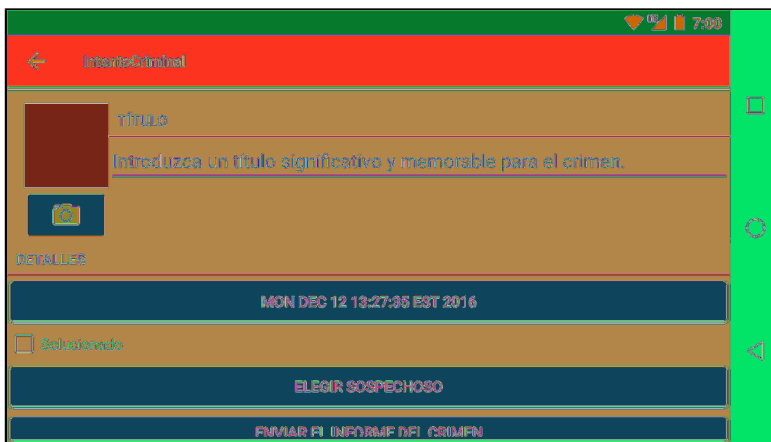 7:00
IntentoCriminal
TÍTULO
Introduzca un título significativo y memorable para el crimen.
DETALLES
MON DEC 12 13:27:35 EST 2016
Solucionado
ELEGIR SOSPECHOSO
ENVIAR EL INFORME DEL CRIMEN